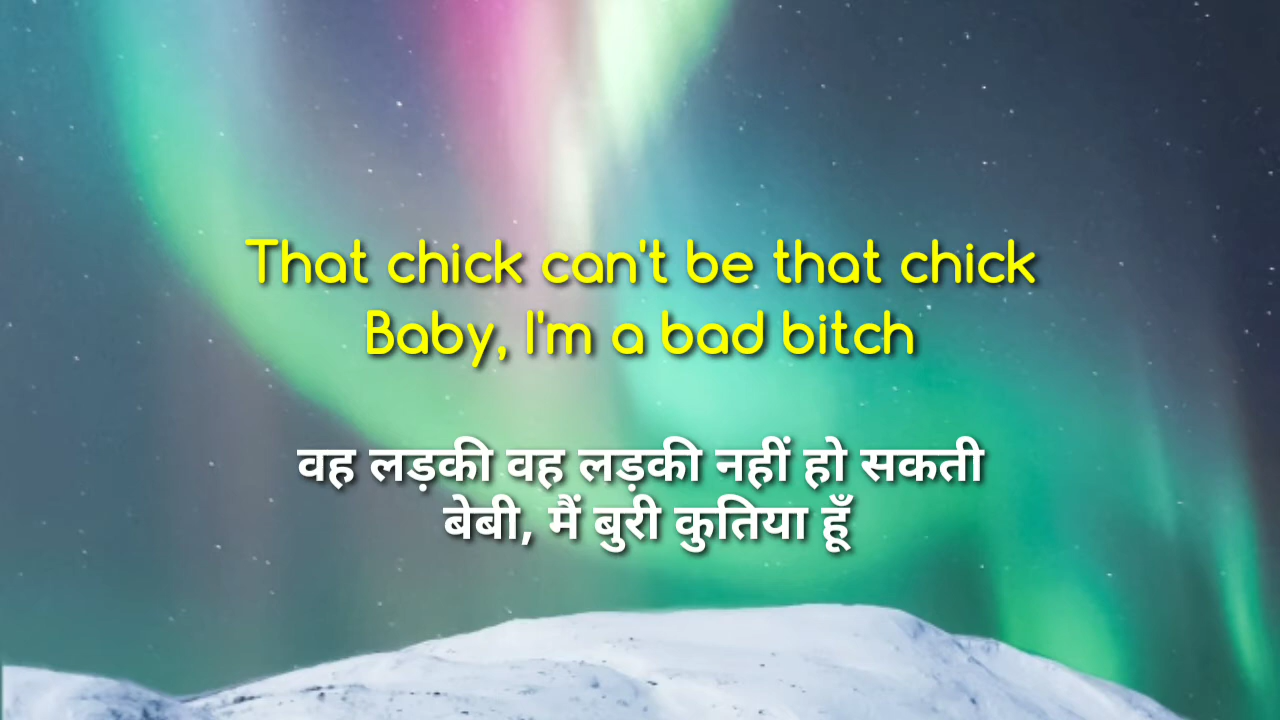 That chick can't be that chick
Baby, I'm a bad bitch
वह लड़की वह लड़की नहीं हो सकती
बेबी, मैं बुरी कुतिया हूँ